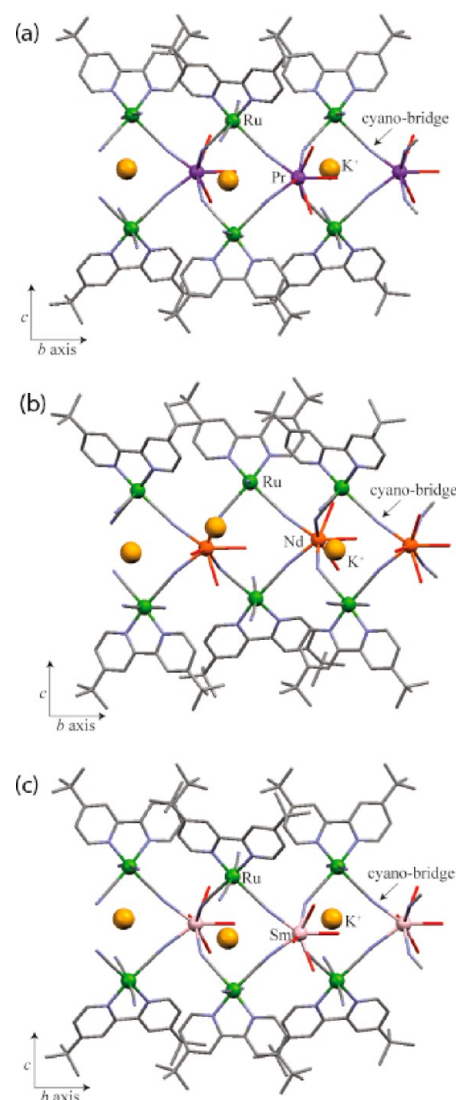 (a)
Ru
cyano-bridge
Pr
K+
c
b axis
(b)
Ru
cyano-bridge
Nd
K+
c
b axis
(c)
Ru
cyano-bridge
Sm
K+
c
b axis